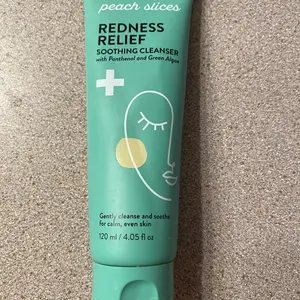 peach slices
REDNESS
RELIEF
SOOTHING CLEANSER
with Panthenol and Green Algae
Gently cleanse and soothe
for calm, even skin
120 ml / 4.05 fl oz